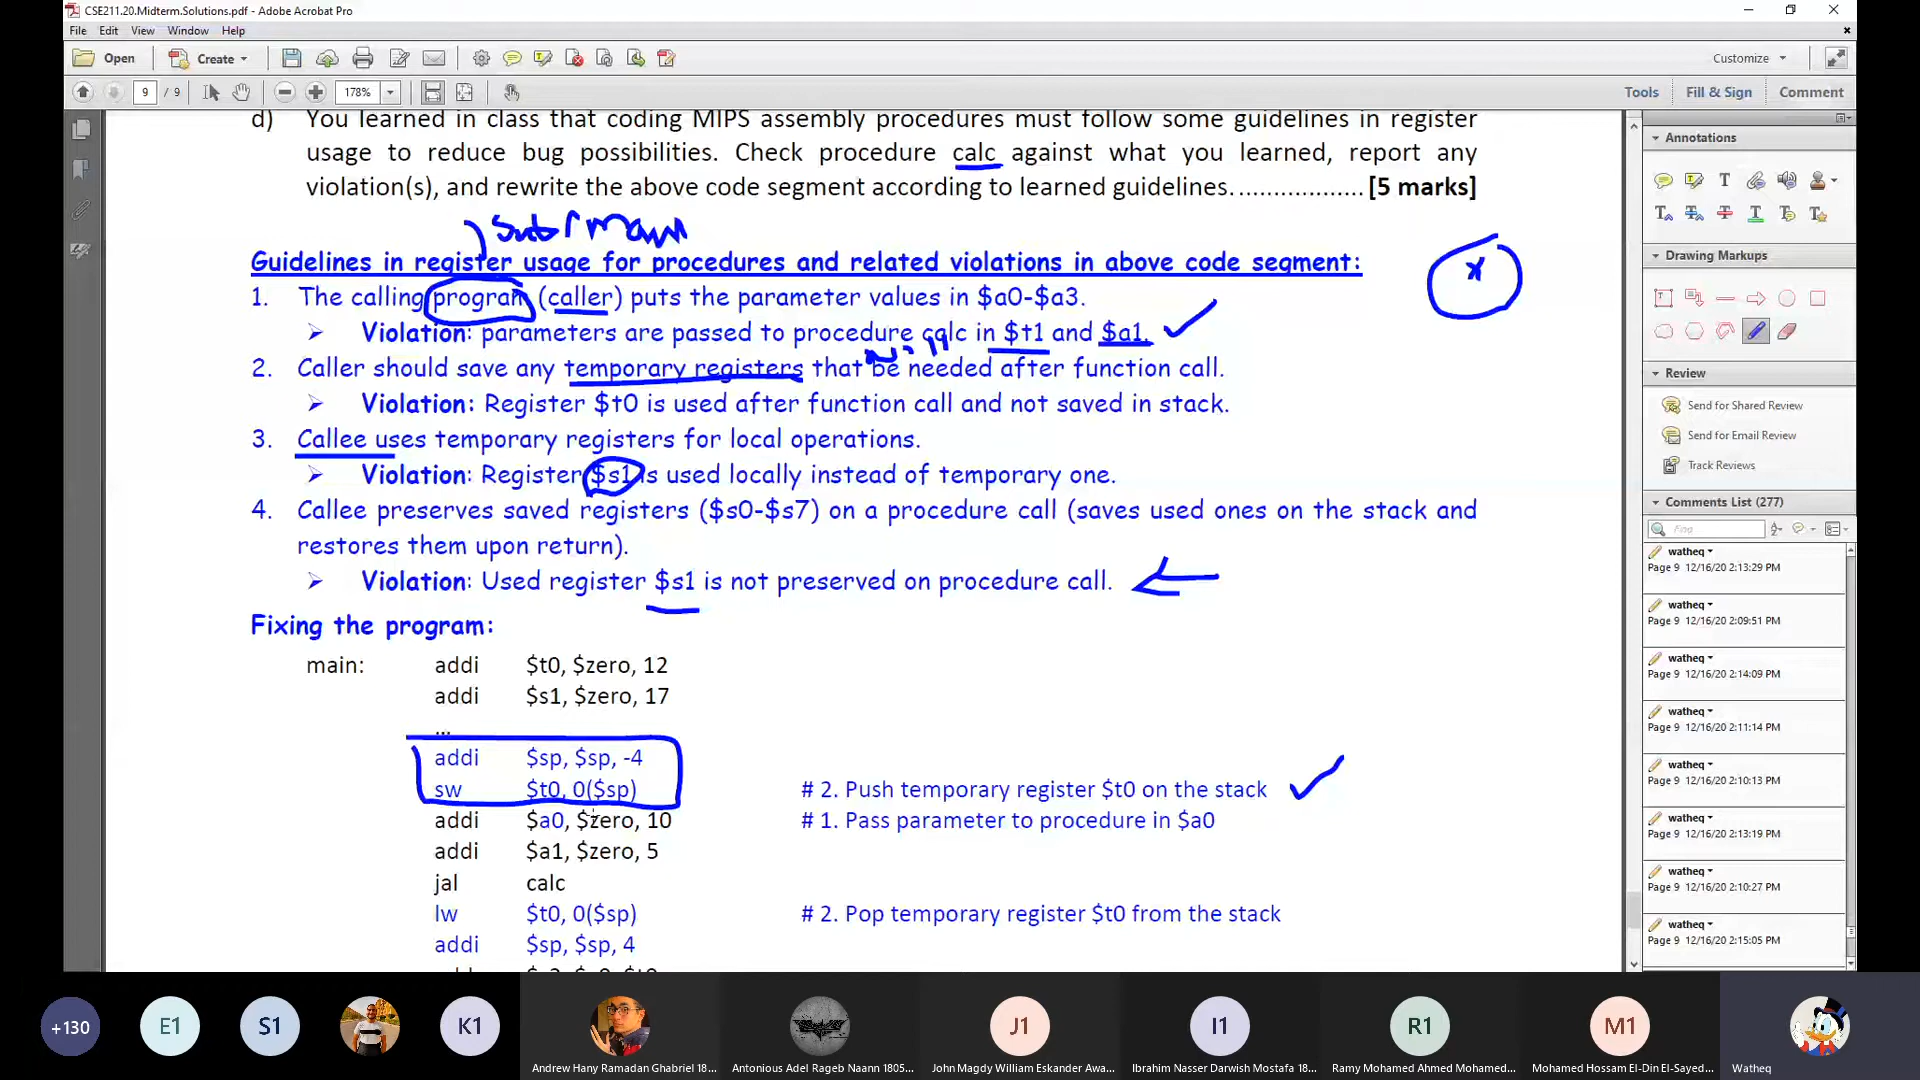 CSE211.20.Midterm.Solutions.pdf - Adobe Acrobat Pro
File Edit View Window Help
Open Create Customize
9 / 9 178% Tools Fill & Sign Comment
d) You learned in class that coding MIPS assembly procedures must follow some guidelines in register
usage to reduce bug possibilities. Check procedure calc against what you learned, report any
violation(s), and rewrite the above code segment according to learned guidelines. .................. [5 marks]
Guidelines in register usage for procedures and related violations in above code segment:
1. The calling program (caller) puts the parameter values in $a0-$a3.
➢ Violation: parameters are passed to procedure calc in $t1 and $a1.
2. Caller should save any temporary registers that be needed after function call.
➢ Violation: Register $t0 is used after function call and not saved in stack.
3. Callee uses temporary registers for local operations.
➢ Violation: Register $s1 is used locally instead of temporary one.
4. Callee preserves saved registers ($s0-$s7) on a procedure call (saves used ones on the stack and
restores them upon return).
➢ Violation: Used register $s1 is not preserved on procedure call.
Fixing the program:
main: addi $t0, $zero, 12
addi $s1, $zero, 17
...
addi $sp, $sp, -4
sw $t0, 0($sp) # 2. Push temporary register $t0 on the stack
addi $a0, $zero, 10 # 1. Pass parameter to procedure in $a0
addi $a1, $zero, 5
jal calc
lw $t0, 0($sp) # 2. Pop temporary register $t0 from the stack
addi $sp, $sp, 4
x
Annotations
Drawing Markups
Review
Send for Shared Review
Send for Email Review
Track Reviews
Comments List (277)
Find
watheq
Page 9 12/16/20 2:13:29 PM
watheq
Page 9 12/16/20 2:09:51 PM
watheq
Page 9 12/16/20 2:14:09 PM
watheq
Page 9 12/16/20 2:11:14 PM
watheq
Page 9 12/16/20 2:10:13 PM
watheq
Page 9 12/16/20 2:13:19 PM
watheq
Page 9 12/16/20 2:10:27 PM
watheq
Page 9 12/16/20 2:15:05 PM
+130 E1 S1 K1 J1 I1 R1 M1
Andrew Hany Ramadan Ghabriel 18... Antonious Adel Rageb Naann 1805... John Magdy William Eskander Awa... Ibrahim Nasser Darwish Mostafa 18... Ramy Mohamed Ahmed Mohamed... Mohamed Hossam El-Din El-Sayed... Watheq